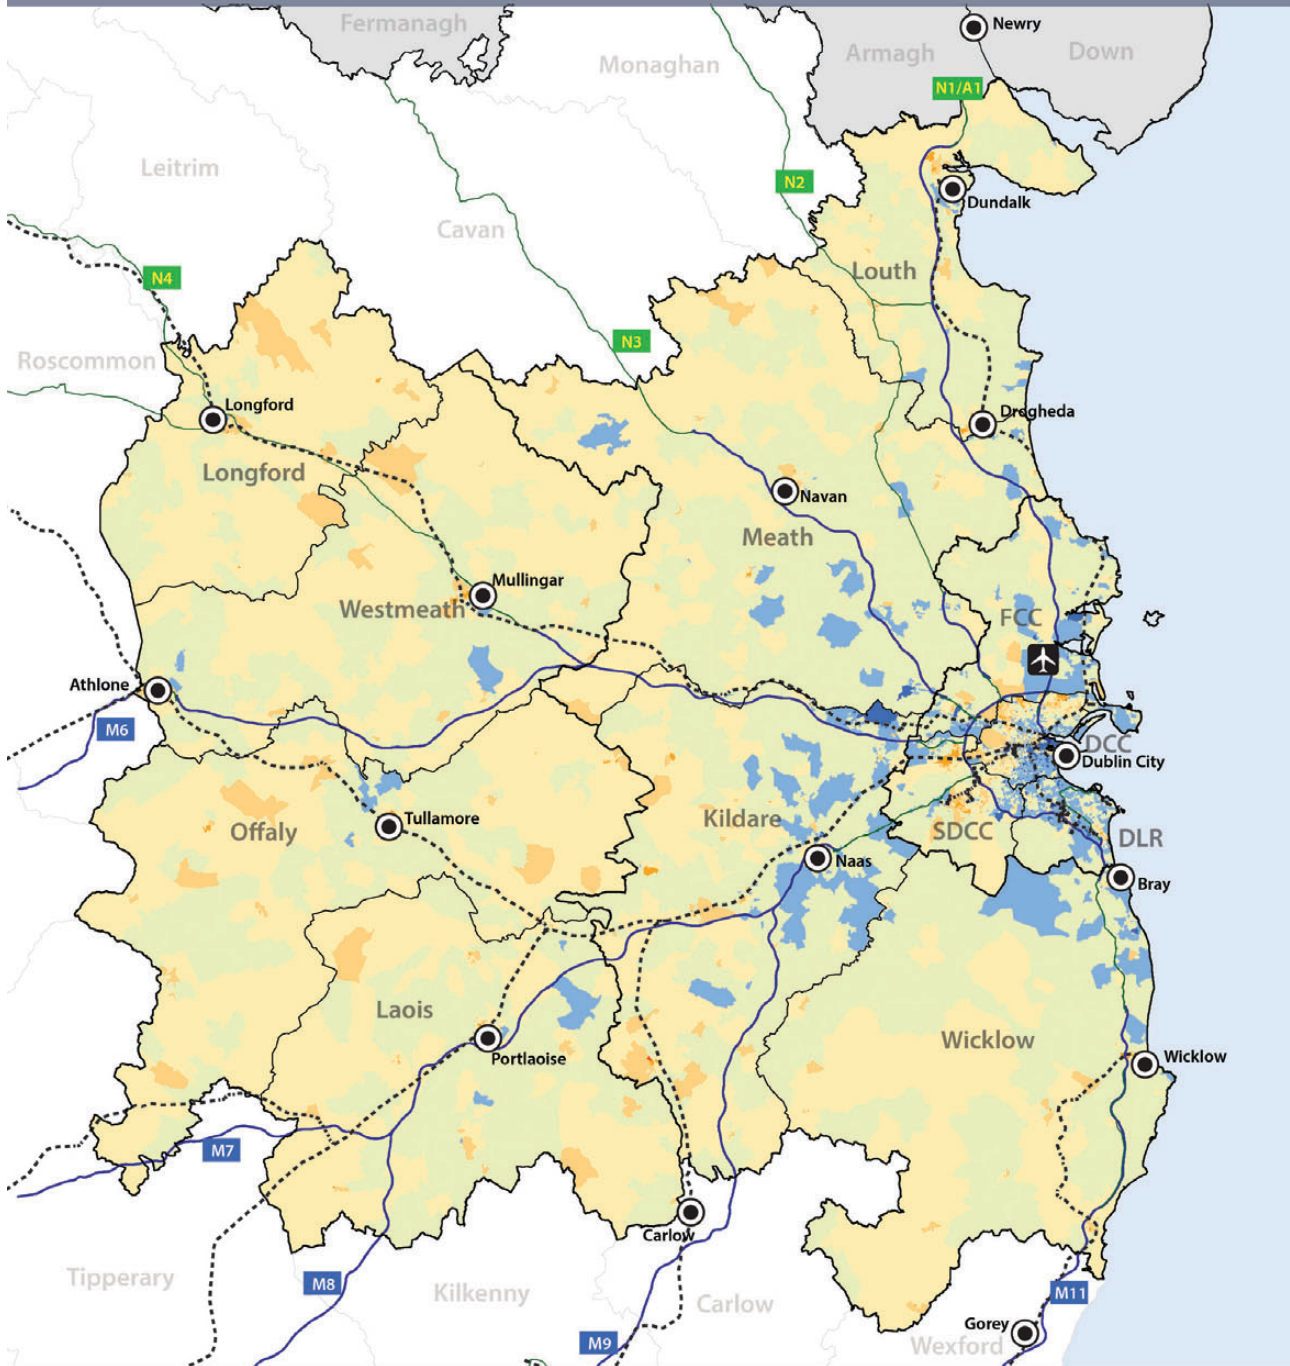 Fermanagh
Newry
Armagh
Down
Monaghan
N1/A1
Leitrim
N2
Dundalk
Cavan
Louth
N4
N3
Roscommon
Longford
Drogheda
Longford
Navan
Meath
Mullingar
Westmeath
FCC
Athlone
M6
DCC
Dublin City
Offaly
Tullamore
Kildare
SDCC
DLR
Naas
Bray
Laois
Portlaoise
Wicklow
Wicklow
M7
Carlow
Tipperary
M8
Kilkenny
Carlow
M11
M9
Gorey
Wexford